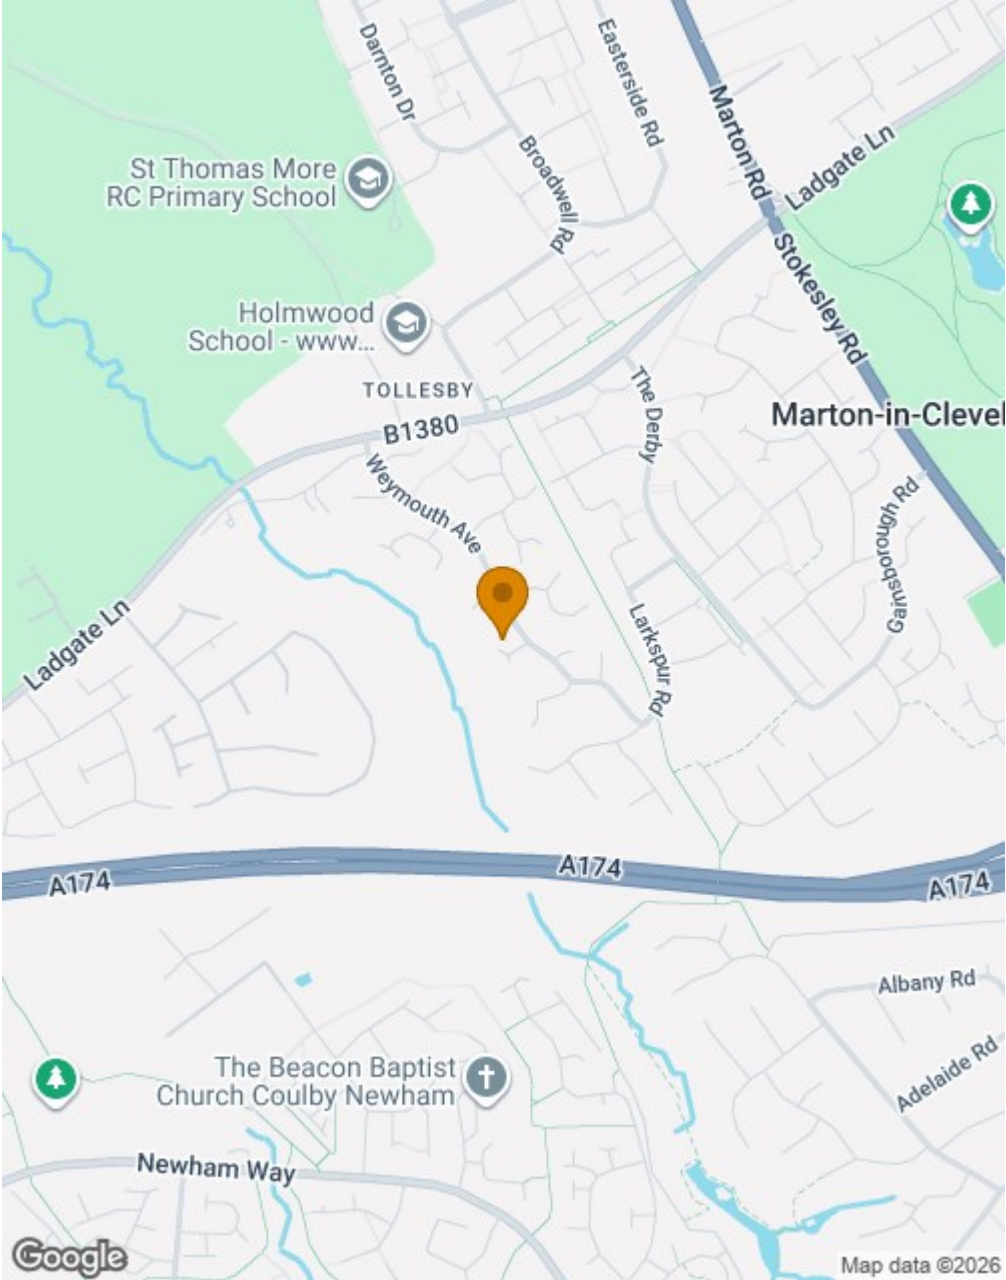 Darnton Dr
Easterside Rd
Marton Rd
Ladgate Ln
Broadwell Rd
St Thomas More
RC Primary School
Stokesley Rd
Holmwood
School - www...
TOLLESBY
The Derby
B1380
Marton-in-Clevel
Weymouth Ave
Gainsborough Rd
Ladgate Ln
Larkspur Rd
A174
A174
A174
Albany Rd
Adelaide Rd
The Beacon Baptist
Church Coulby Newham
Newham Way
Google
Map data ©2026